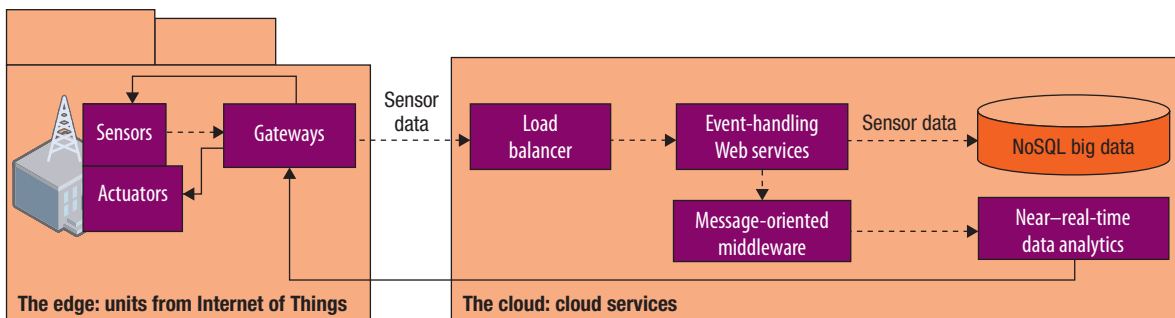 Sensors
Actuators
Gateways
Sensor
data
The edge: units from Internet of Things
Load
balancer
Event-handling
Web services
Sensor data
NoSQL big data
Message-oriented
middleware
Near–real-time
data analytics
The cloud: cloud services